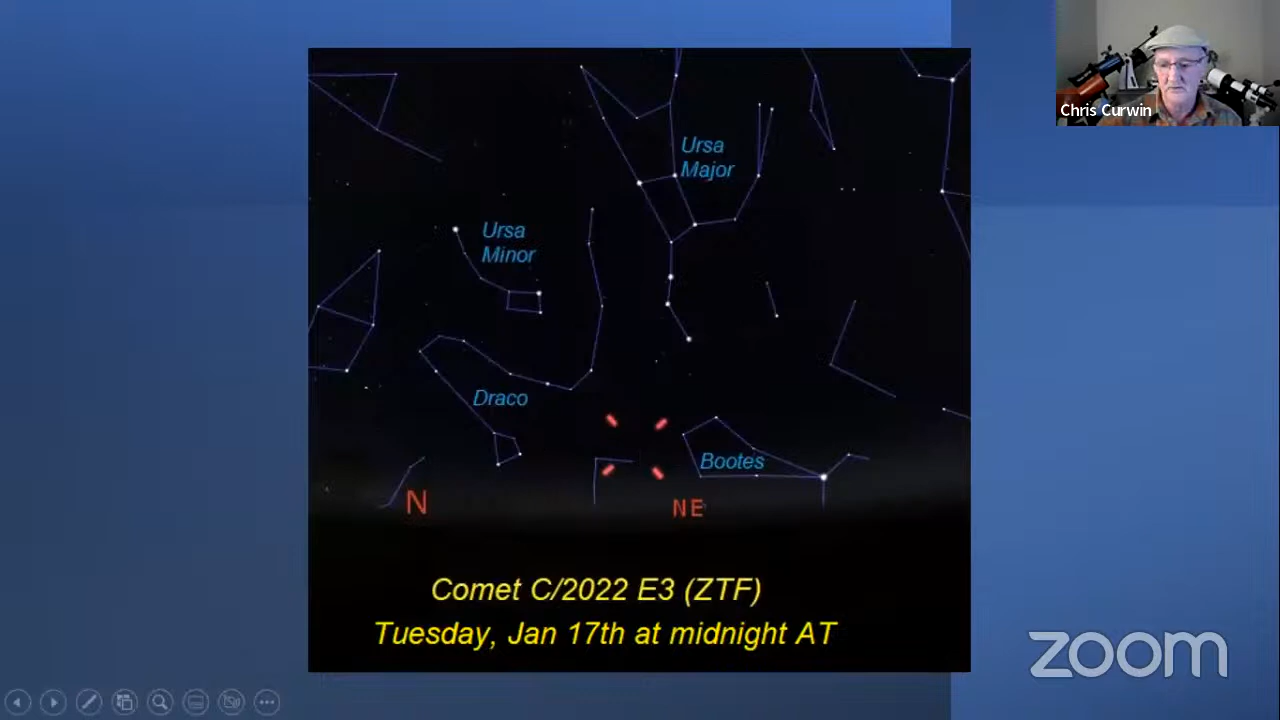 Chris Curwin
Ursa
Major
Ursa
Minor
Draco
Bootes
N
NE
Comet C/2022 E3 (ZTF)
Tuesday, Jan 17th at midnight AT
zoom